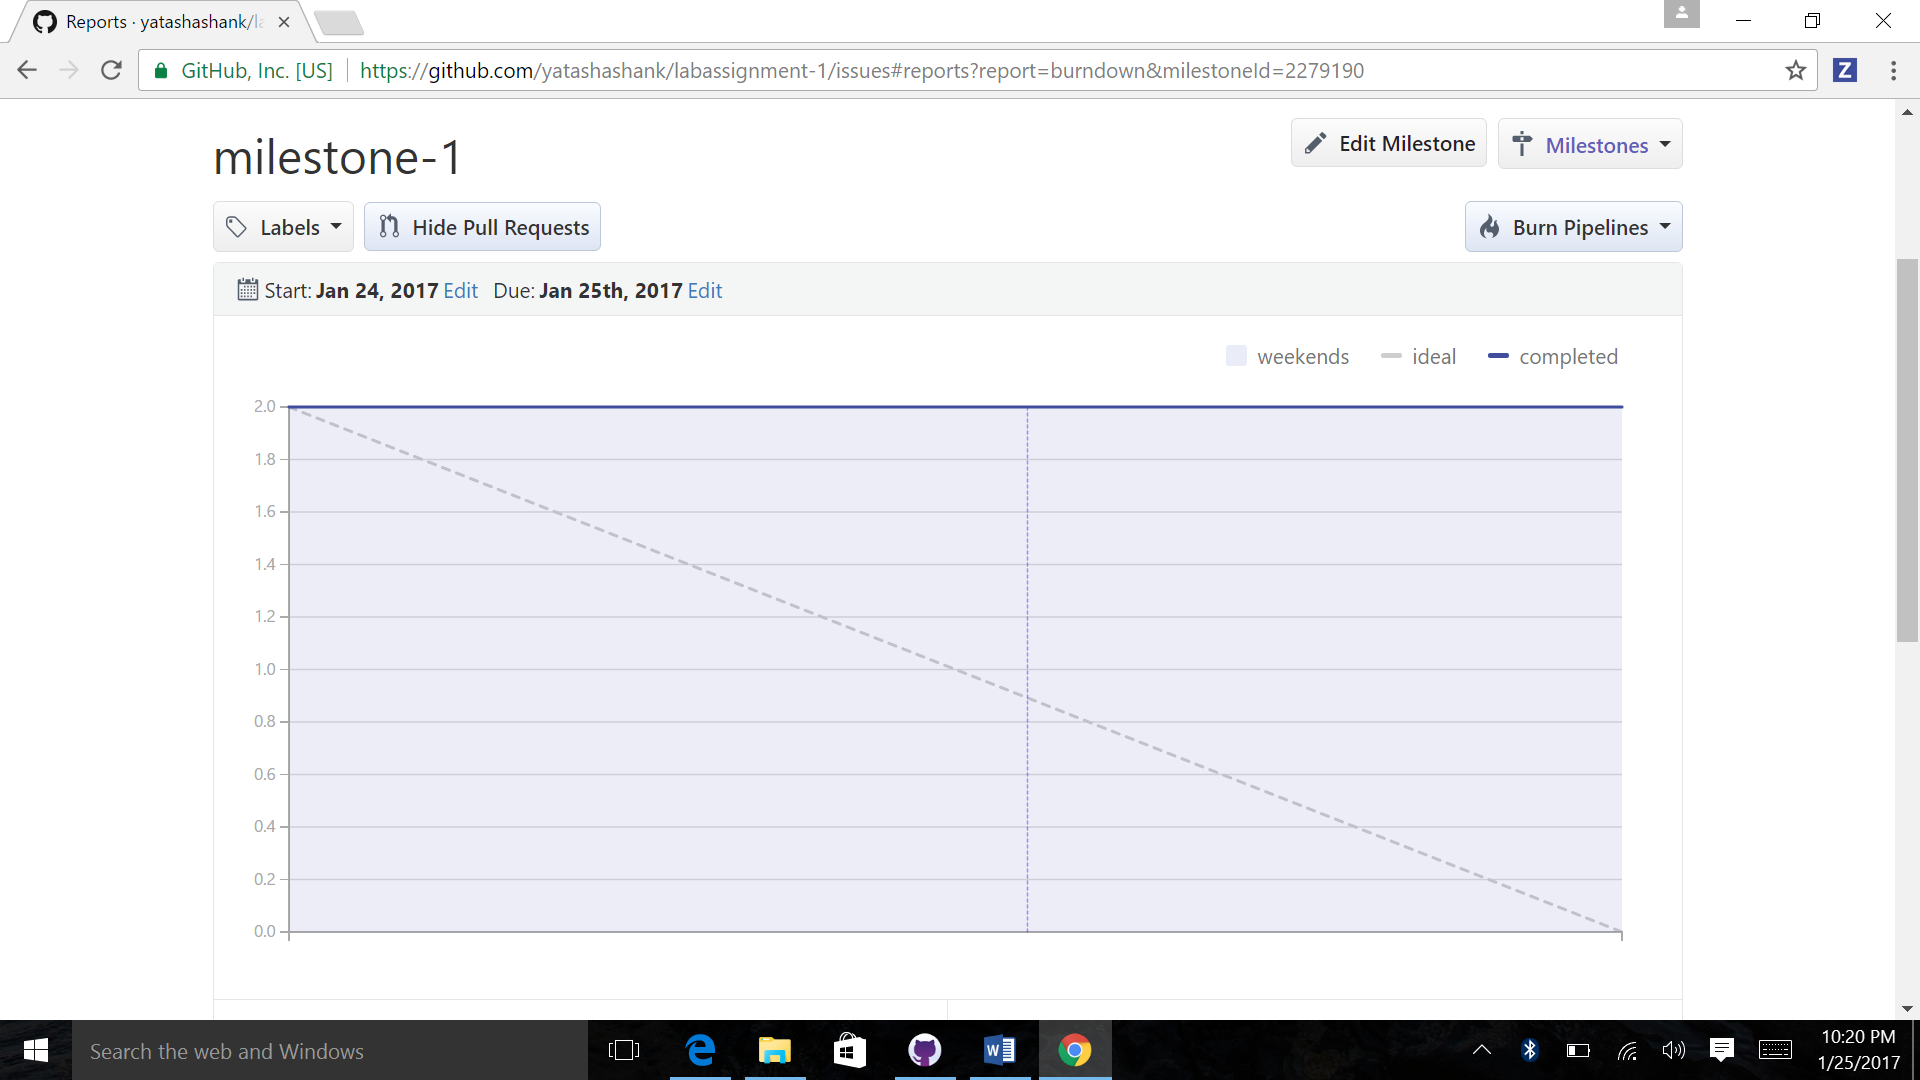 Reports · yatashashank/la
GitHub, Inc. [US] https://github.com/yatashashank/labassignment-1/issues#reports?report=burndown&milestoneId=2279190
Z
milestone-1
Edit Milestone
Milestones
Labels
Hide Pull Requests
Burn Pipelines
Start: Jan 24, 2017 Edit Due: Jan 25th, 2017 Edit
weekends ideal completed
2.0
1.8
1.6
1.4
1.2
1.0
0.8
0.6
0.4
0.2
0.0
Search the web and Windows
10:20 PM
1/25/2017